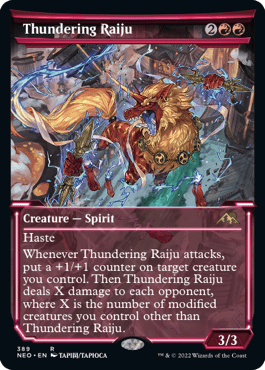 Thundering Raiju 2
Creature — Spirit
Haste
Whenever Thundering Raiju attacks,
put a +1/+1 counter on target creature
you control. Then Thundering Raiju
deals X damage to each opponent,
where X is the number of modified
creatures you control other than
Thundering Raiju.
3/3
389 R
NEO • EN TAPIBI/TAPIOCA
™ & © 2022 Wizards of the Coast